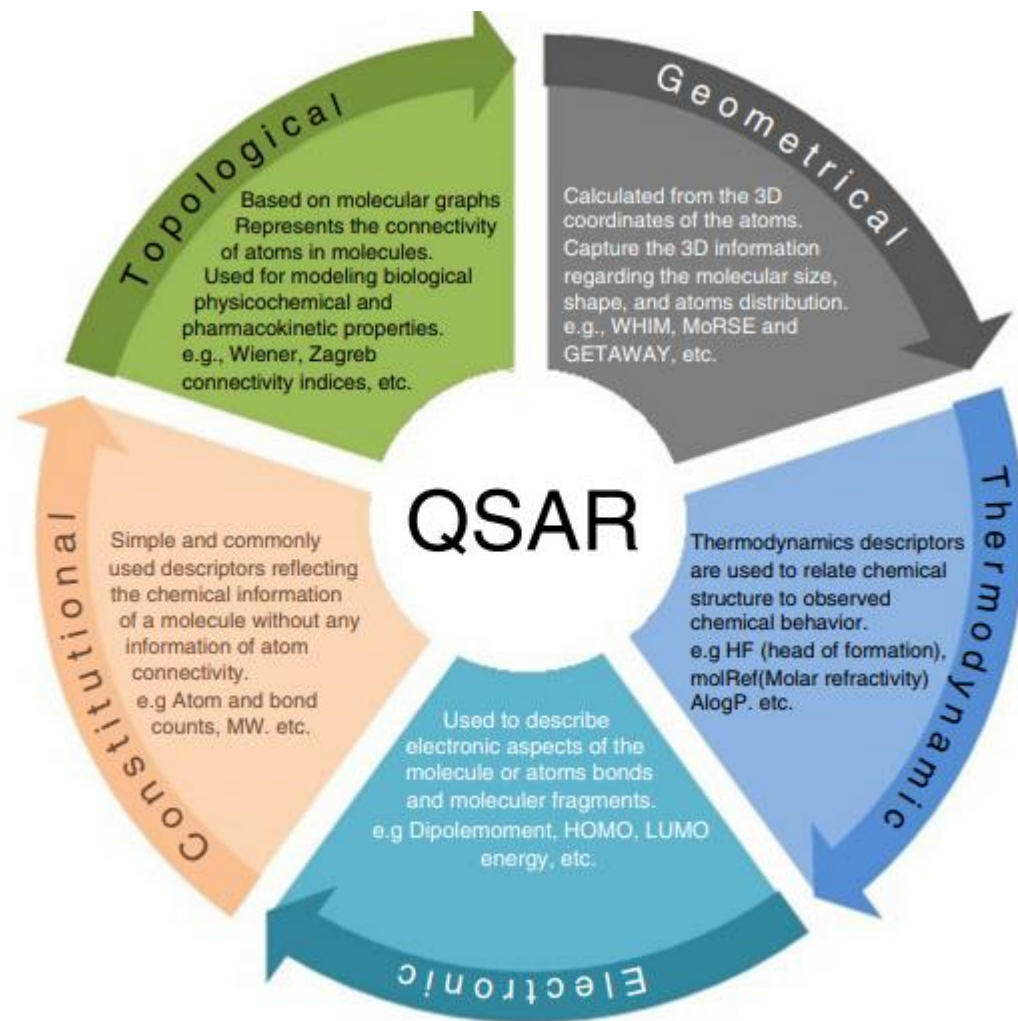 Topological
Based on molecular graphs
Represents the connectivity
of atoms in molecules.
Used for modeling biological
physicochemical and
pharmacokinetic properties.
e.g., Wiener, Zagreb
connectivity indices, etc.
Geometrical
Calculated from the 3D
coordinates of the atoms.
Capture the 3D information
regarding the molecular size,
shape, and atoms distribution.
e.g., WHIM, MoRSE and
GETAWAY, etc.
Thermodynamic
Thermodynamics descriptors
are used to relate chemical
structure to observed
chemical behavior.
e.g HF (head of formation),
molRef(Molar refractivity)
AlogP. etc.
Electronic
Used to describe
electronic aspects of the
molecule or atoms bonds
and moleculer fragments.
e.g Dipolemoment, HOMO, LUMO
energy, etc.
Constitutional
Simple and commonly
used descriptors reflecting
the chemical information
of a molecule without any
information of atom
connectivity.
e.g Atom and bond
counts, MW. etc.
QSAR